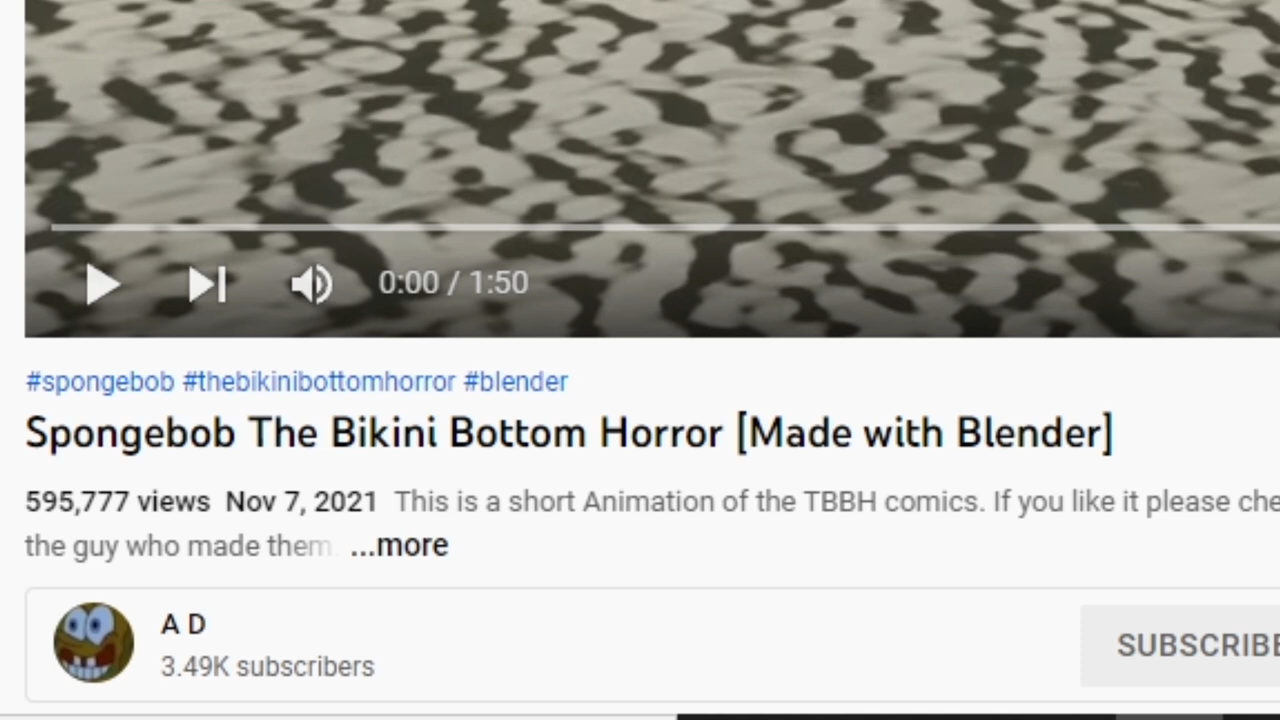 0:00 / 1:50
#spongebob #thebikinibottomhorror #blender
Spongebob The Bikini Bottom Horror [Made with Blender]
595,777 views Nov 7, 2021 This is a short Animation of the TBBH comics. If you like it please che
the guy who made them. ...more
A D
3.49K subscribers
SUBSCRIBE